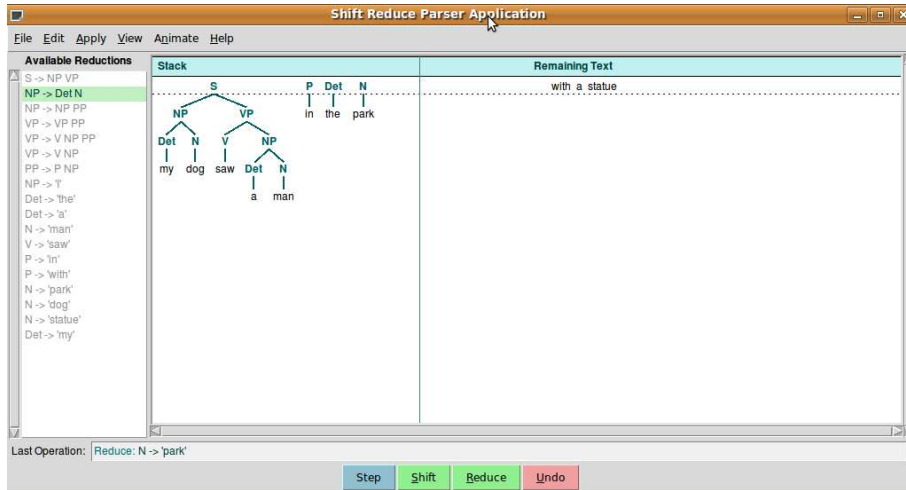 Shift Reduce Parser Application
File Edit Apply View Animate Help
Available Reductions
S -> NP VP
NP -> Det N
NP -> NP PP
VP -> VP PP
VP -> V NP PP
VP -> V NP
PP -> P NP
NP -> 'I'
Det -> 'the'
Det -> 'a'
N -> 'man'
V -> 'saw'
P -> 'in'
P -> 'with'
N -> 'park'
N -> 'dog'
N -> 'statue'
Det -> 'my'
Stack
S P Det N
NP VP in the park
Det N V NP
my dog saw Det N
a man
Remaining Text
with a statue
Last Operation: Reduce: N -> 'park'
Step Shift Reduce Undo